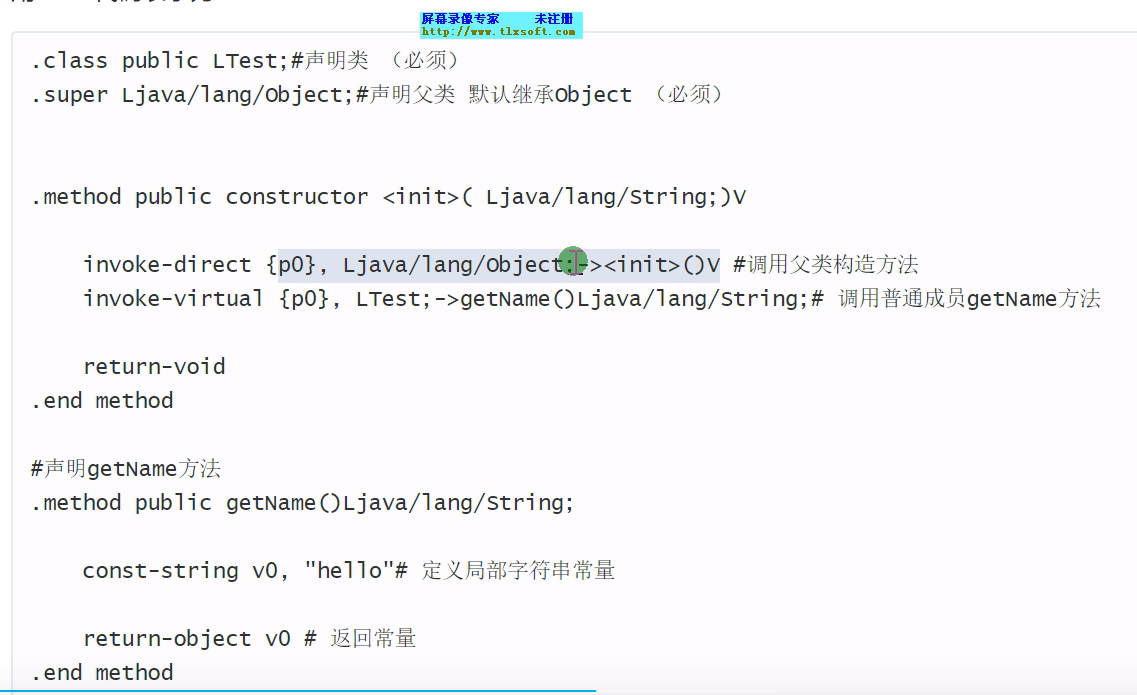 屏幕录像专家 未注册
http://www.tlxsoft.com
.class public LTest;#声明类 （必须）
.super Ljava/lang/Object;#声明父类 默认继承Object （必须）
.method public constructor <init>( Ljava/lang/String;)V
invoke-direct {p0}, Ljava/lang/Object;-><init>()V #调用父类构造方法
invoke-virtual {p0}, LTest;->getName()Ljava/lang/String;# 调用普通成员getName方法
return-void
.end method
#声明getName方法
.method public getName()Ljava/lang/String;
const-string v0, "hello"# 定义局部字符串常量
return-object v0 # 返回常量
.end method